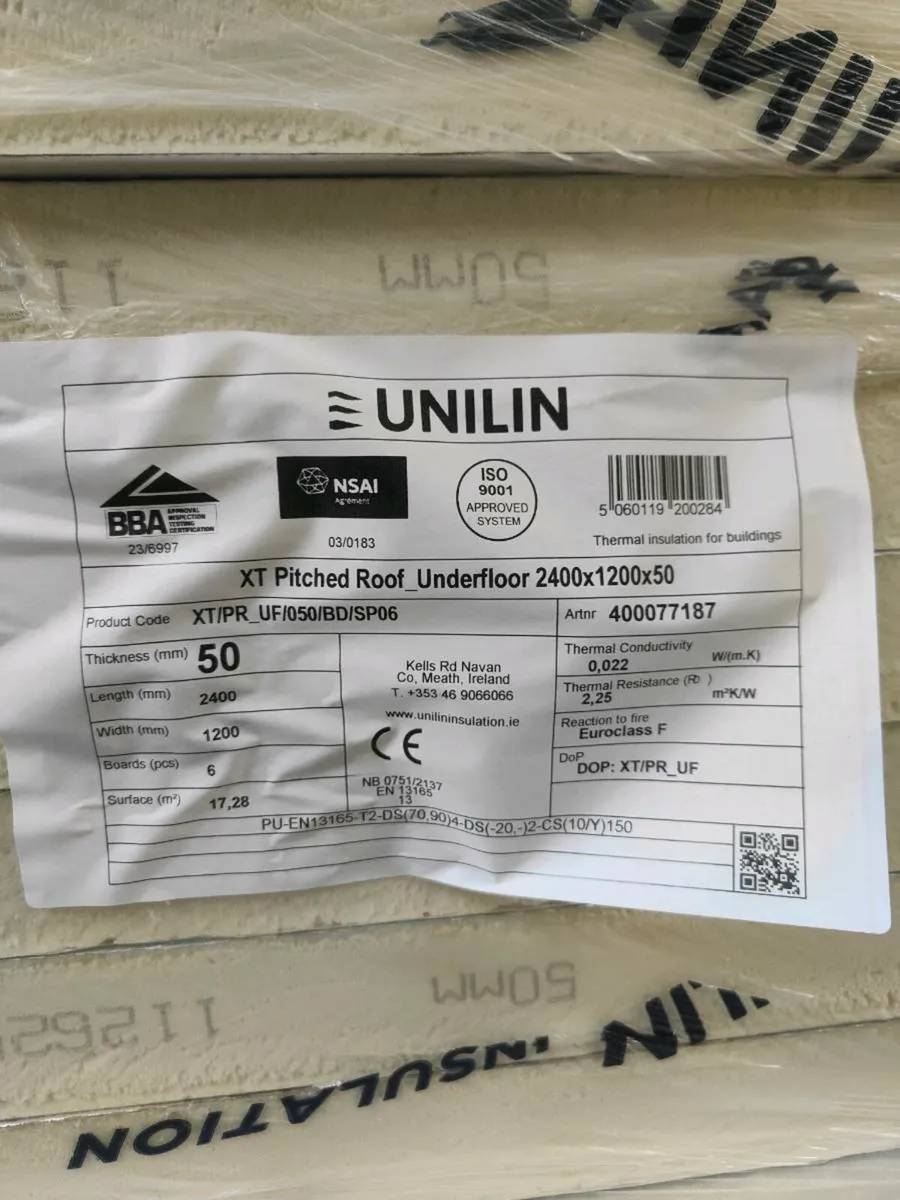 50MM
UNILIN
BBA
APPROVAL
INSPECTION
TESTING
CERTIFICATION
23/6997
NSAI
Agrément
03/0183
ISO
9001
APPROVED
SYSTEM
5 060119 200284
Thermal insulation for buildings
XT Pitched Roof_Underfloor 2400x1200x50
Product Code XT/PR_UF/050/BD/SP06
Artnr 400077187
Thickness (mm) 50
Length (mm) 2400
Width (mm) 1200
Boards (pcs) 6
Surface (m²) 17,28
Kells Rd Navan
Co, Meath, Ireland
T. +353 46 9066066
www.unilininsulation.ie
CE
NB 0751/2137
EN 13165
13
Thermal Conductivity
0,022 W/(m.K)
Thermal Resistance (RD)
2,25 m²K/W
Reaction to fire
Euroclass F
DoP
DOP: XT/PR_UF
PU-EN13165-T2-DS(70,90)4-DS(-20,-)2-CS(10/Y)150
50MM
INSULATION